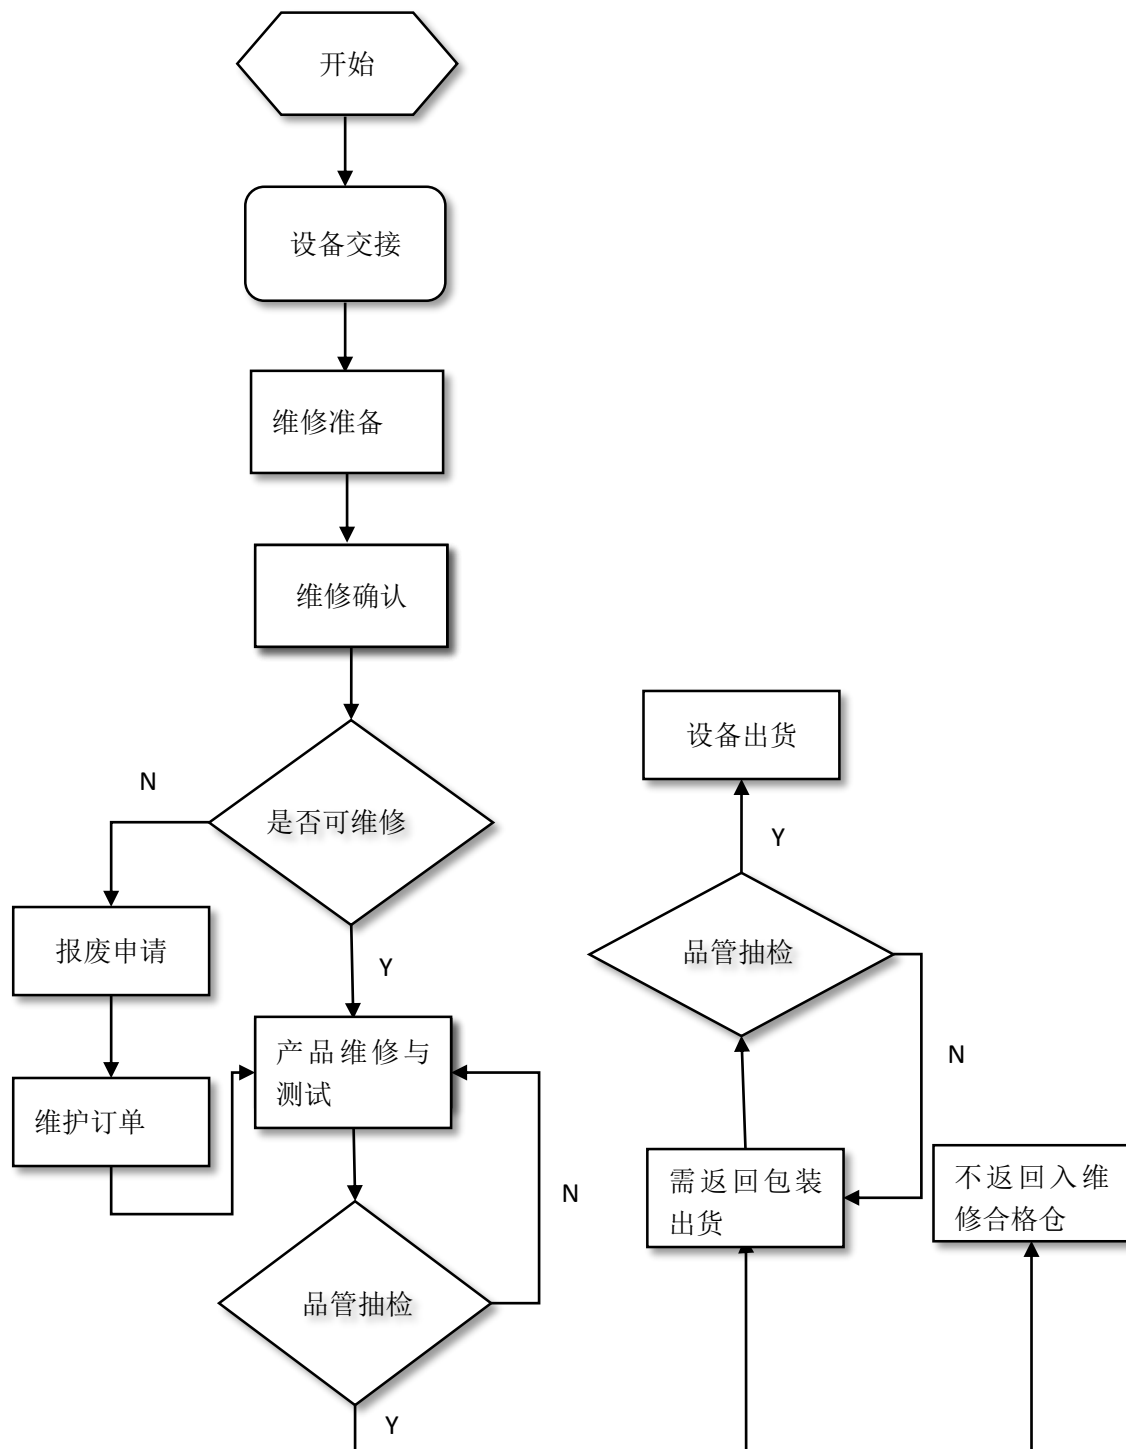 开始
设备交接
维修准备
维修确认
是否可维修
N
Y
报废申请
维护订单
产品维修与
测试
N
品管抽检
Y
设备出货
Y
品管抽检
N
需返回包装
出货
不返回入维
修合格仓